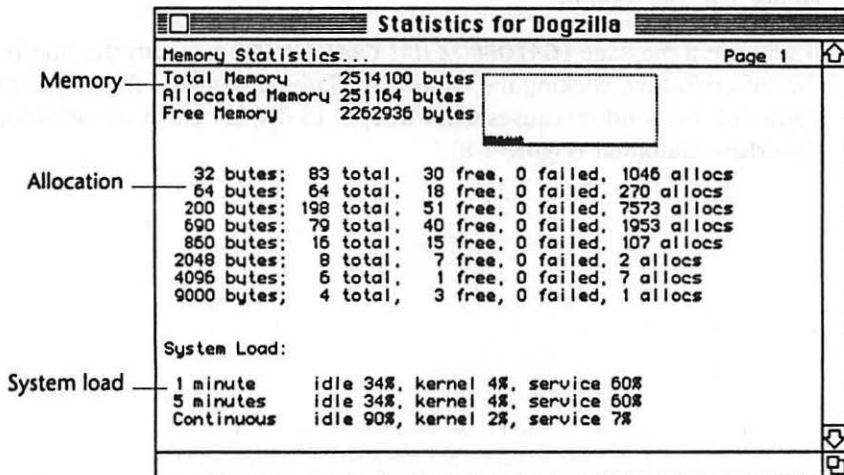 Statistics for Dogzilla
Memory Statistics... Page 1
Memory
Total Memory 2514100 bytes
Allocated Memory 251164 bytes
Free Memory 2262936 bytes
Allocation
32 bytes; 83 total, 30 free, 0 failed, 1046 allocs
64 bytes; 64 total, 18 free, 0 failed, 270 allocs
200 bytes; 198 total, 51 free, 0 failed, 7573 allocs
690 bytes; 79 total, 40 free, 0 failed, 1953 allocs
860 bytes; 16 total, 15 free, 0 failed, 107 allocs
2048 bytes; 8 total, 7 free, 0 failed, 2 allocs
4096 bytes; 6 total, 1 free, 0 failed, 7 allocs
9000 bytes; 4 total, 3 free, 0 failed, 1 allocs
System Load:
System load
1 minute idle 34%, kernel 4%, service 60%
5 minutes idle 34%, kernel 4%, service 60%
Continuous idle 90%, kernel 2%, service 7%